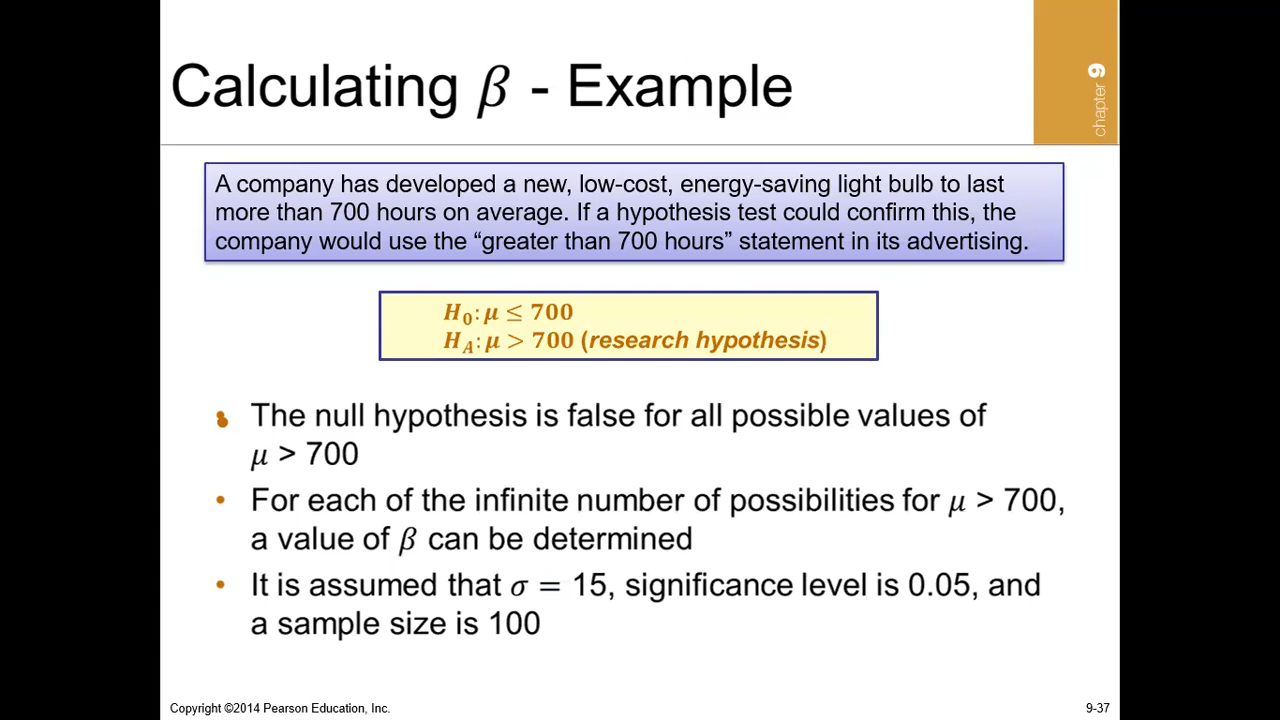 Calculating β - Example
chapter 9
A company has developed a new, low-cost, energy-saving light bulb to last
more than 700 hours on average. If a hypothesis test could confirm this, the
company would use the “greater than 700 hours” statement in its advertising.
H₀: μ ≤ 700
H_A: μ > 700 (research hypothesis)
• The null hypothesis is false for all possible values of
μ > 700
• For each of the infinite number of possibilities for μ > 700,
a value of β can be determined
• It is assumed that σ = 15, significance level is 0.05, and
a sample size is 100
Copyright ©2014 Pearson Education, Inc.
9-37